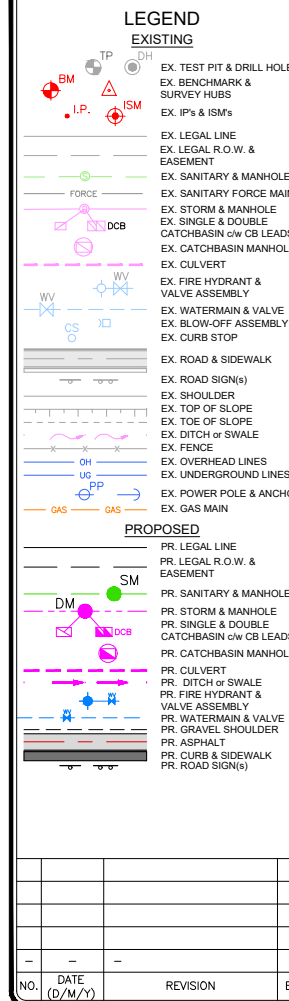 LEGEND
EXISTING
TP DH
EX. TEST PIT & DRILL HOLE
BM
EX. BENCHMARK &
SURVEY HUBS
I.P. ISM
EX. IP's & ISM's
EX. LEGAL LINE
EX. LEGAL R.O.W. &
EASEMENT
S EX. SANITARY & MANHOLE
FORCE EX. SANITARY FORCE MAIN
EX. STORM & MANHOLE
EX. SINGLE & DOUBLE
DCB
CATCHBASIN c/w CB LEADS
EX. CATCHBASIN MANHOL
EX. CULVERT
WV
EX. FIRE HYDRANT &
VALVE ASSEMBLY
WV
EX. WATERMAIN & VALVE
EX. BLOW-OFF ASSEMBLY
CS
EX. CURB STOP
EX. ROAD & SIDEWALK
EX. ROAD SIGN(s)
EX. SHOULDER
EX. TOP OF SLOPE
EX. TOE OF SLOPE
EX. DITCH or SWALE
x x x EX. FENCE
OH EX. OVERHEAD LINES
UG EX. UNDERGROUND LINES
PP
EX. POWER POLE & ANCHO
GAS GAS EX. GAS MAIN
PROPOSED
PR. LEGAL LINE
PR. LEGAL R.O.W. &
EASEMENT
SM
PR. SANITARY & MANHOLE
DM
PR. STORM & MANHOLE
PR. SINGLE & DOUBLE
DCB
CATCHBASIN c/w CB LEADS
PR. CATCHBASIN MANHOL
PR. CULVERT
PR. DITCH or SWALE
PR. FIRE HYDRANT &
WV
VALVE ASSEMBLY
WV
PR. WATERMAIN & VALVE
PR. GRAVEL SHOULDER
PR. ASPHALT
PR. CURB & SIDEWALK
PR. ROAD SIGN(s)
– – –
NO. DATE (D/M/Y) REVISION